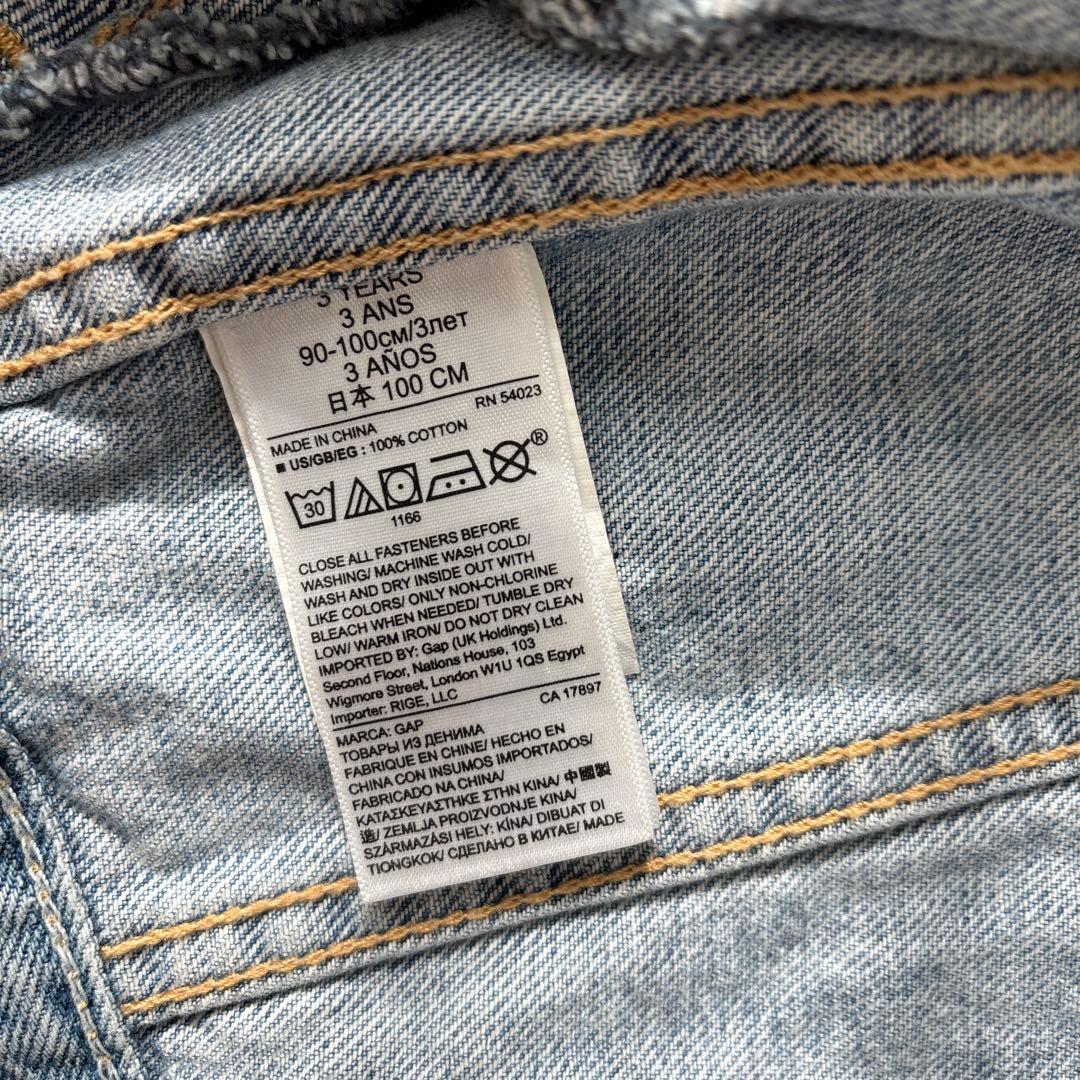 3 YEARS
3 ANS
90-100см/3лет
3 AÑOS
日本 100 CM
RN 54023
MADE IN CHINA
■ US/GB/EG : 100% COTTON
30
®
1166
CLOSE ALL FASTENERS BEFORE
WASHING/ MACHINE WASH COLD/
WASH AND DRY INSIDE OUT WITH
LIKE COLORS/ ONLY NON-CHLORINE
BLEACH WHEN NEEDED/ TUMBLE DRY
LOW/ WARM IRON/ DO NOT DRY CLEAN
IMPORTED BY: Gap (UK Holdings) Ltd.
Second Floor, Nations House, 103
Wigmore Street, London W1U 1QS Egypt
Importer: RIGE, LLC
CA 17897
MARCA: GAP
ТОВАРЫ ИЗ ДЕНИМА
FABRIQUE EN CHINE/ HECHO EN
CHINA CON INSUMOS IMPORTADOS/
FABRICADO NA CHINA/
ΚΑΤΑΣΚΕΥΑΣΤΗΚΕ ΣΤΗΝ ΚΙΝΑ/ 中國製
造/ ZEMLJA PROIZVODNJE KINA/
SZÁRMAZÁSI HELY: KÍNA/ DIBUAT DI
TIONGKOK/ СДЕЛАНО В КИТАЕ/ MADE